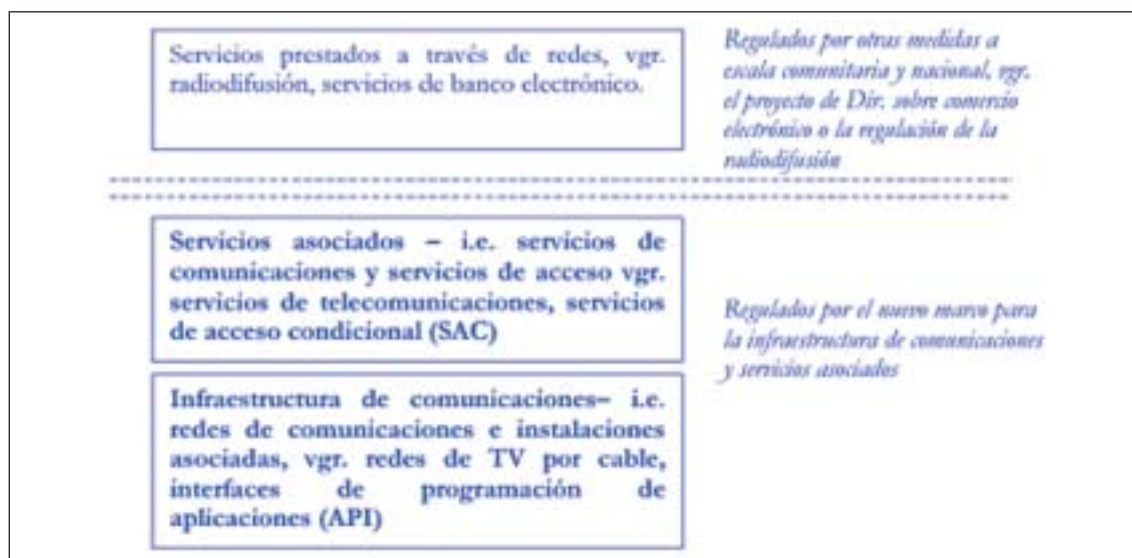 Servicios prestados a través de redes, vgr.
radiodifusión, servicios de banco electrónico.
Regulados por otras medidas a
escala comunitaria y nacional, vgr.
el proyecto de Dir. sobre comercio
electrónico o la regulación de la
radiodifusión
Servicios asociados – i.e. servicios de
comunicaciones y servicios de acceso vgr.
servicios de telecomunicaciones, servicios
de acceso condicional (SAC)
Regulados por el nuevo marco para
la infraestructura de comunicaciones
y servicios asociados
Infraestructura de comunicaciones– i.e.
redes de comunicaciones e instalaciones
asociadas, vgr. redes de TV por cable,
interfaces de programación de
aplicaciones (API)